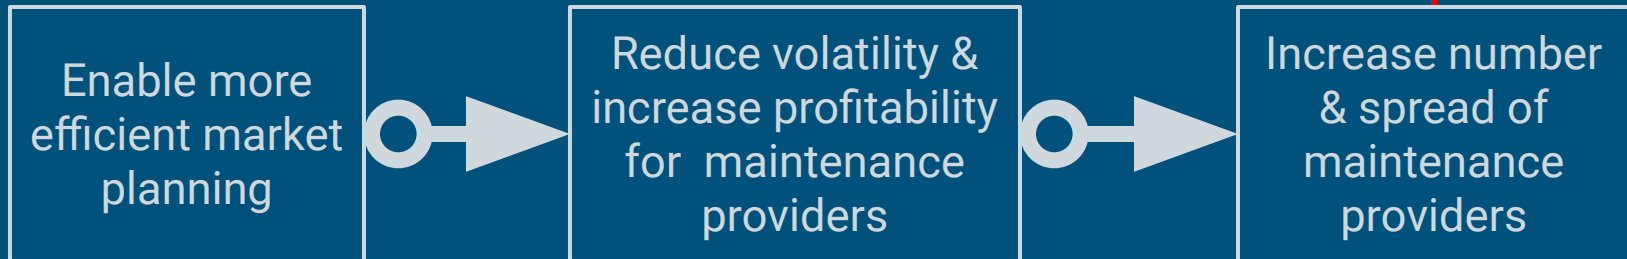 Enable more
efficient market
planning
Reduce volatility &
increase profitability
for  maintenance
providers
Increase number
& spread of
maintenance
providers